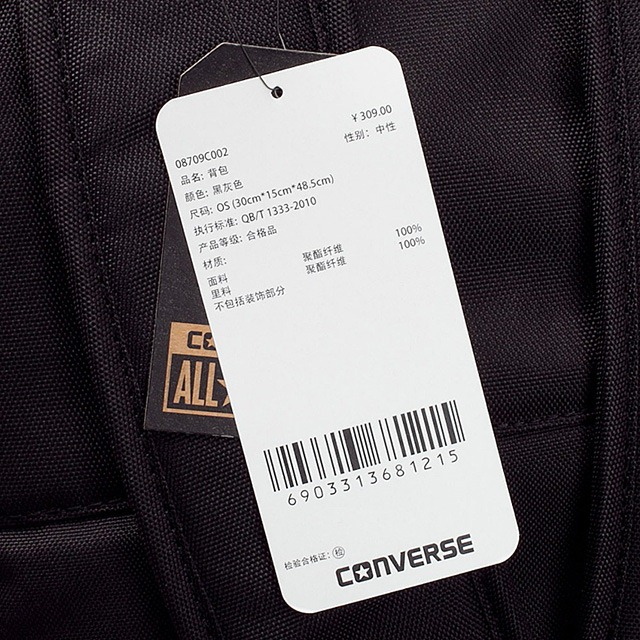 ¥ 309.00
08709C002
性别: 中性
品名: 背包
颜色: 黑灰色
尺码: OS (30cm*15cm*48.5cm)
执行标准: QB/T 1333-2010
产品等级: 合格品
材质:
面料 聚酯纤维 100%
里料 聚酯纤维 100%
不包括装饰部分
ALL
6903313681215
检验合格证: 检
CONVERSE